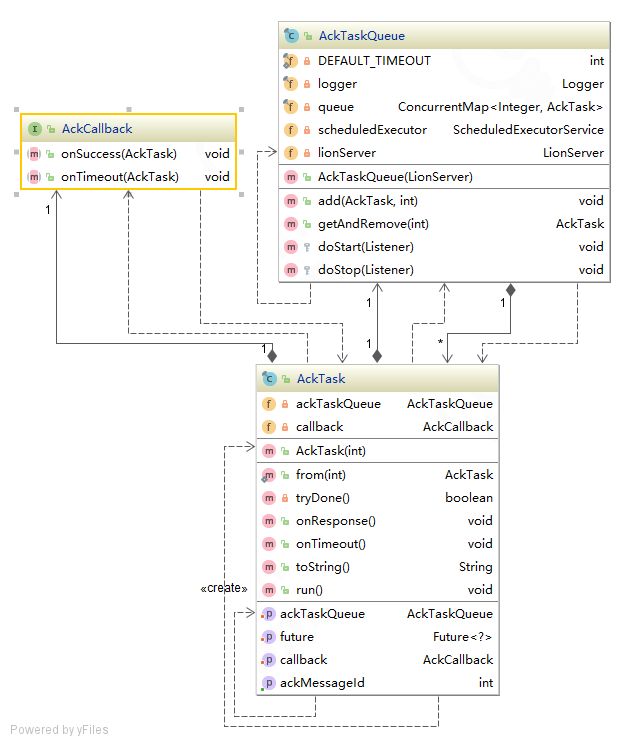 AckTaskQueue
DEFAULT_TIMEOUT int
logger Logger
queue ConcurrentMap<Integer, AckTask>
scheduledExecutor ScheduledExecutorService
lionServer LionServer
AckTaskQueue(LionServer)
add(AckTask, int) void
getAndRemove(int) AckTask
doStart(Listener) void
doStop(Listener) void
AckCallback
onSuccess(AckTask) void
onTimeout(AckTask) void
1
1
1
*
1
1
AckTask
ackTaskQueue AckTaskQueue
callback AckCallback
AckTask(int)
from(int) AckTask
tryDone() boolean
onResponse() void
onTimeout() void
toString() String
run() void
«create»
ackTaskQueue AckTaskQueue
future Future<?>
callback AckCallback
ackMessageId int
Powered by yFiles